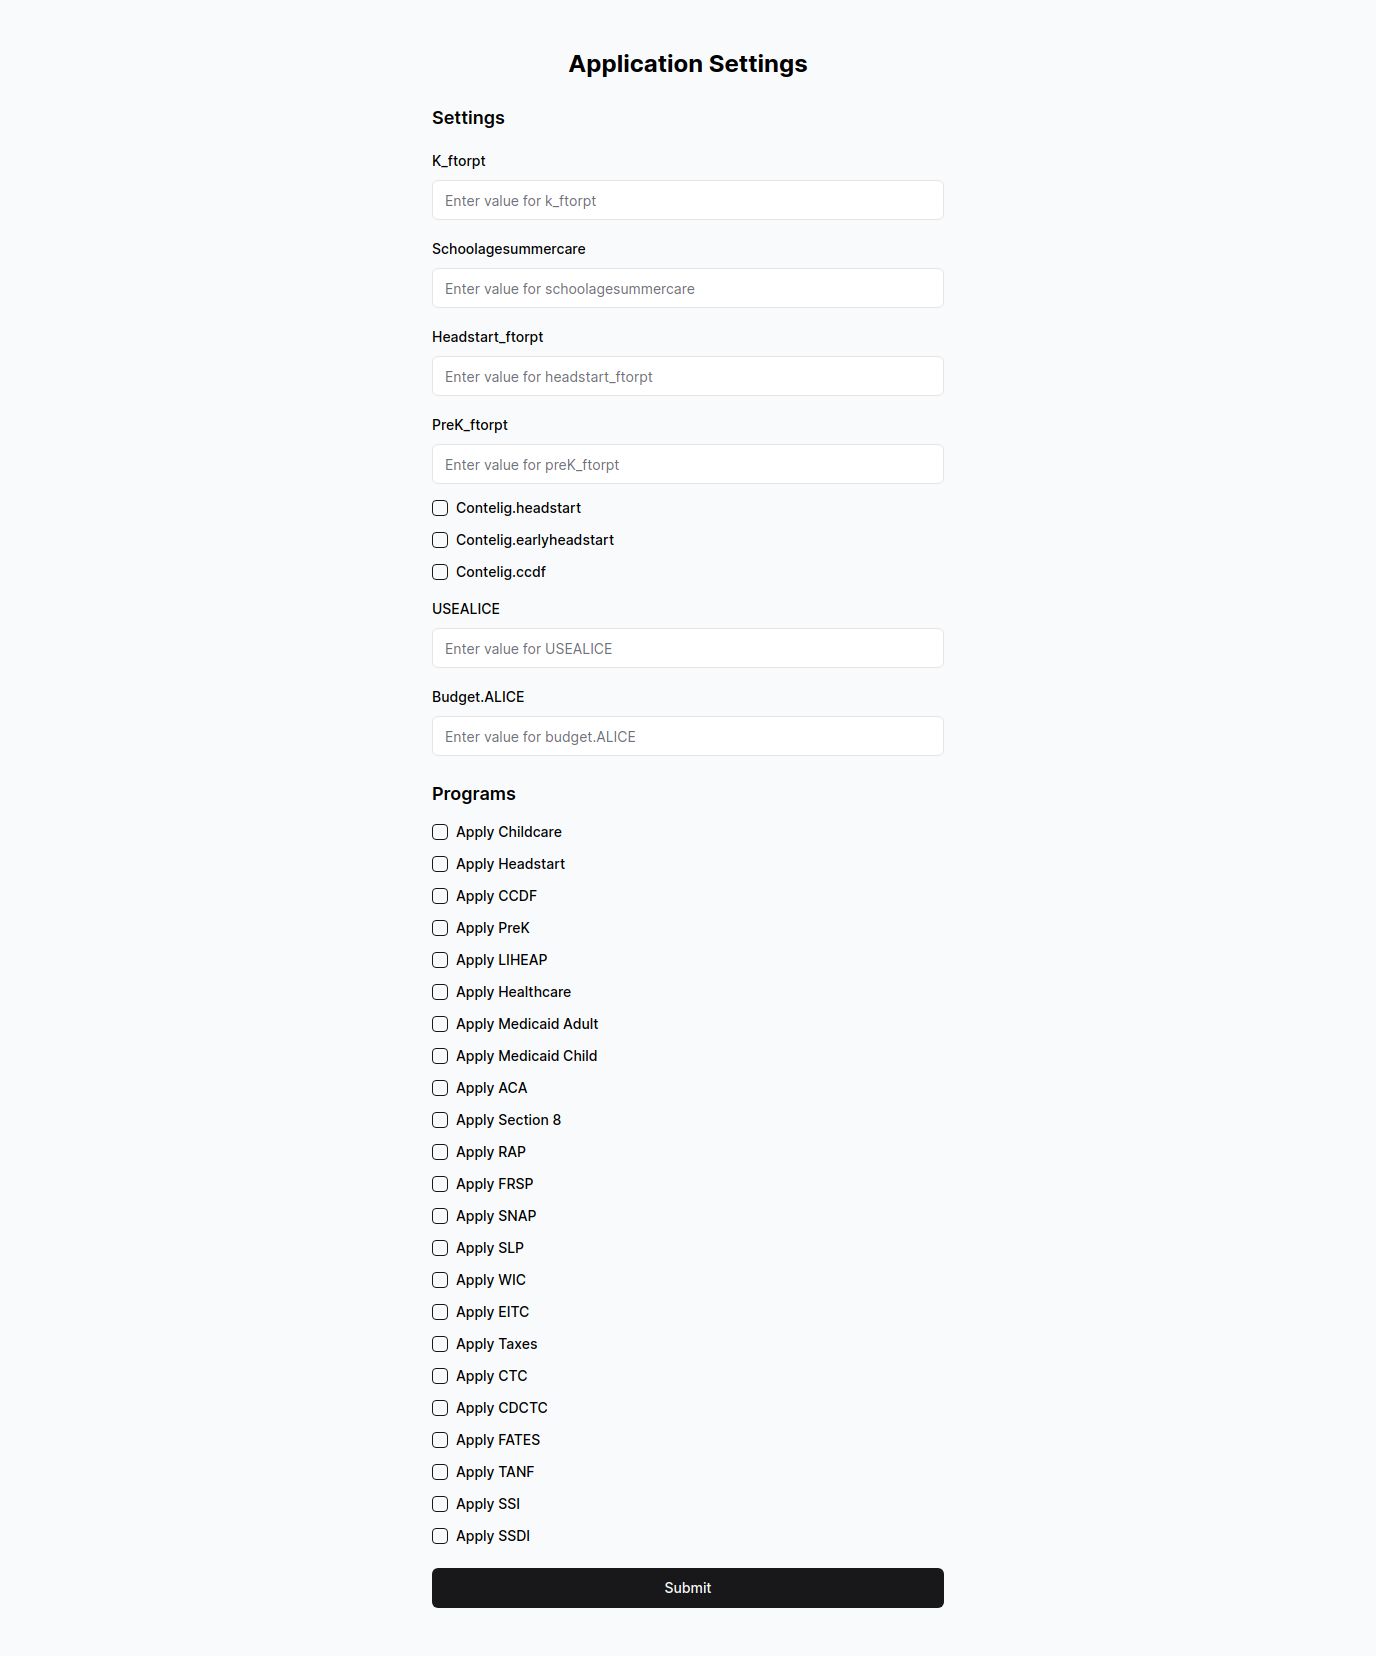 Application Settings
Settings
K_ftorpt
Enter value for k_ftorpt
Schoolagesummercare
Enter value for schoolagesummercare
Headstart_ftorpt
Enter value for headstart_ftorpt
PreK_ftorpt
Enter value for preK_ftorpt
Contelig.headstart
Contelig.earlyheadstart
Contelig.ccdf
USEALICE
Enter value for USEALICE
Budget.ALICE
Enter value for budget.ALICE
Programs
Apply Childcare
Apply Headstart
Apply CCDF
Apply PreK
Apply LIHEAP
Apply Healthcare
Apply Medicaid Adult
Apply Medicaid Child
Apply ACA
Apply Section 8
Apply RAP
Apply FRSP
Apply SNAP
Apply SLP
Apply WIC
Apply EITC
Apply Taxes
Apply CTC
Apply CDCTC
Apply FATES
Apply TANF
Apply SSI
Apply SSDI
Submit